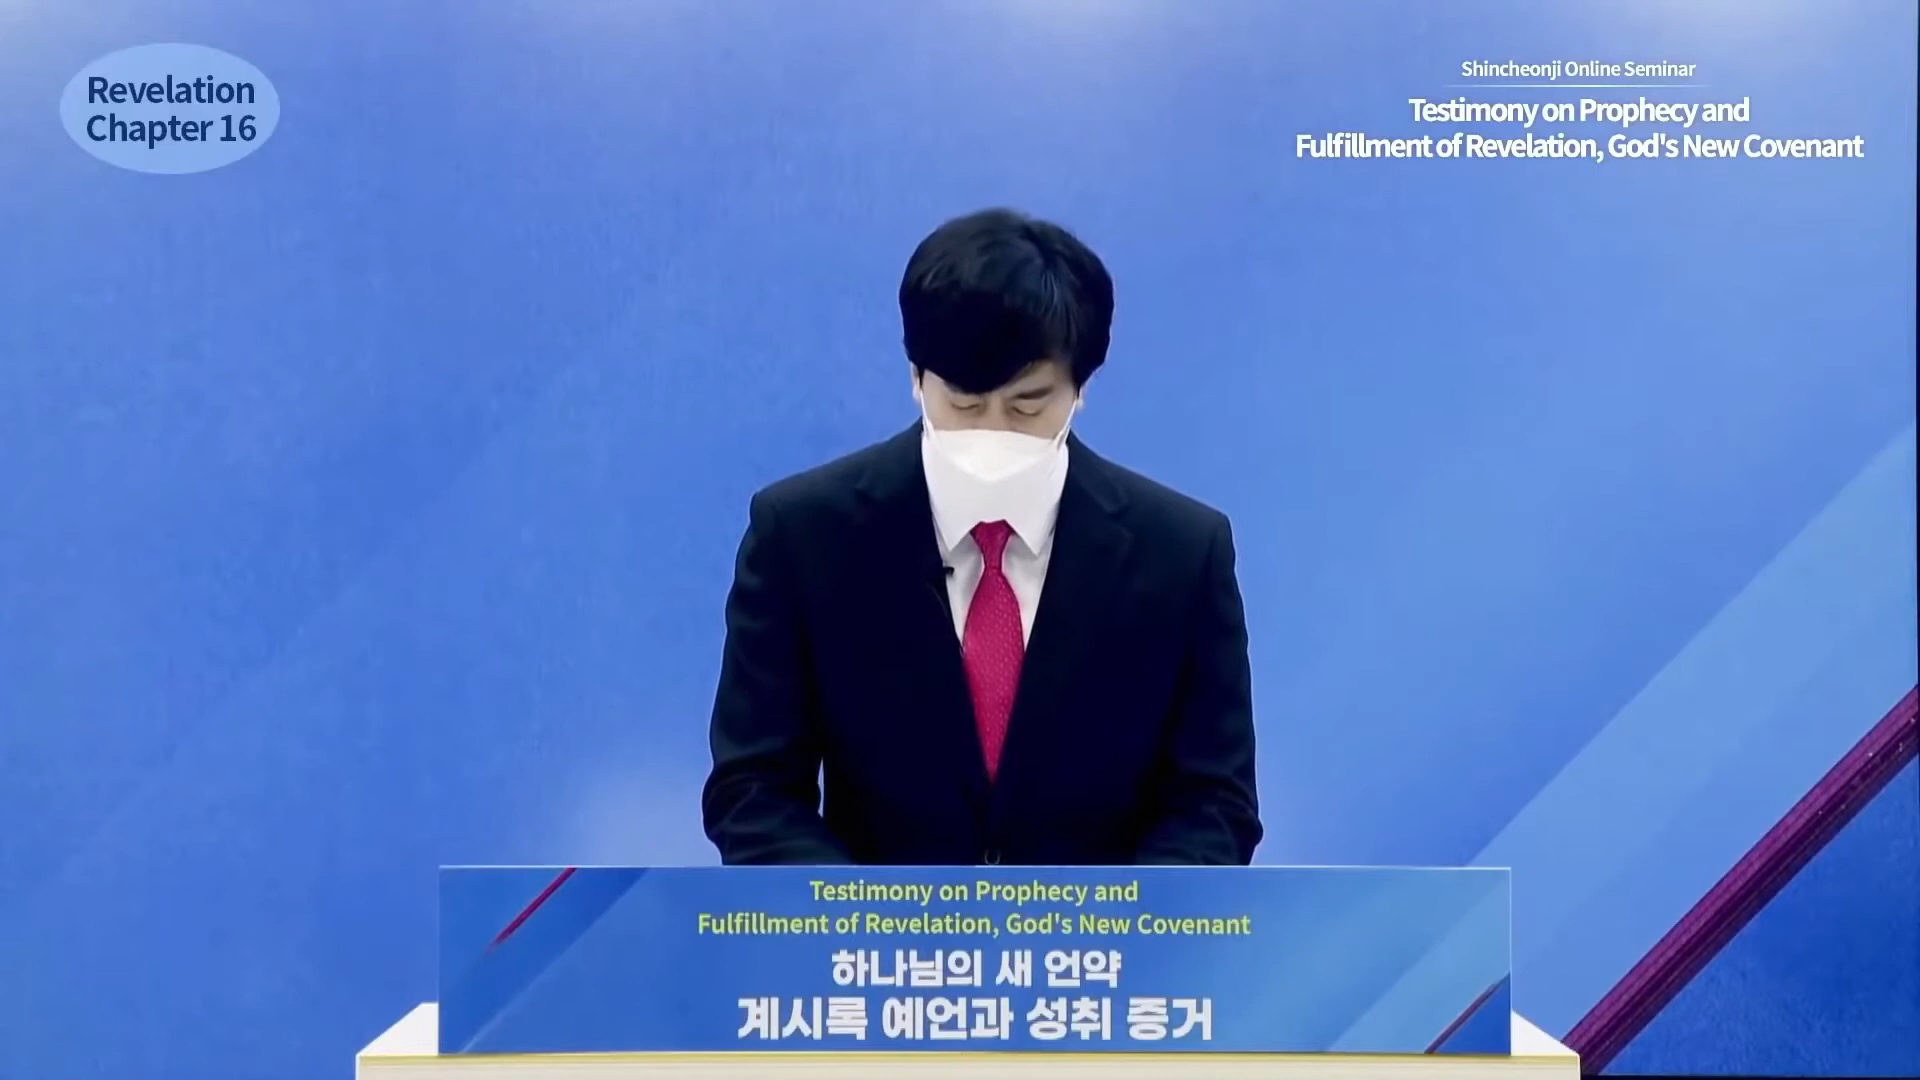 Revelation
Chapter 16
Shincheonji Online Seminar
Testimony on Prophecy and
Fulfillment of Revelation, God's New Covenant
Testimony on Prophecy and
Fulfillment of Revelation, God's New Covenant
하나님의 새 언약
계시록 예언과 성취 증거